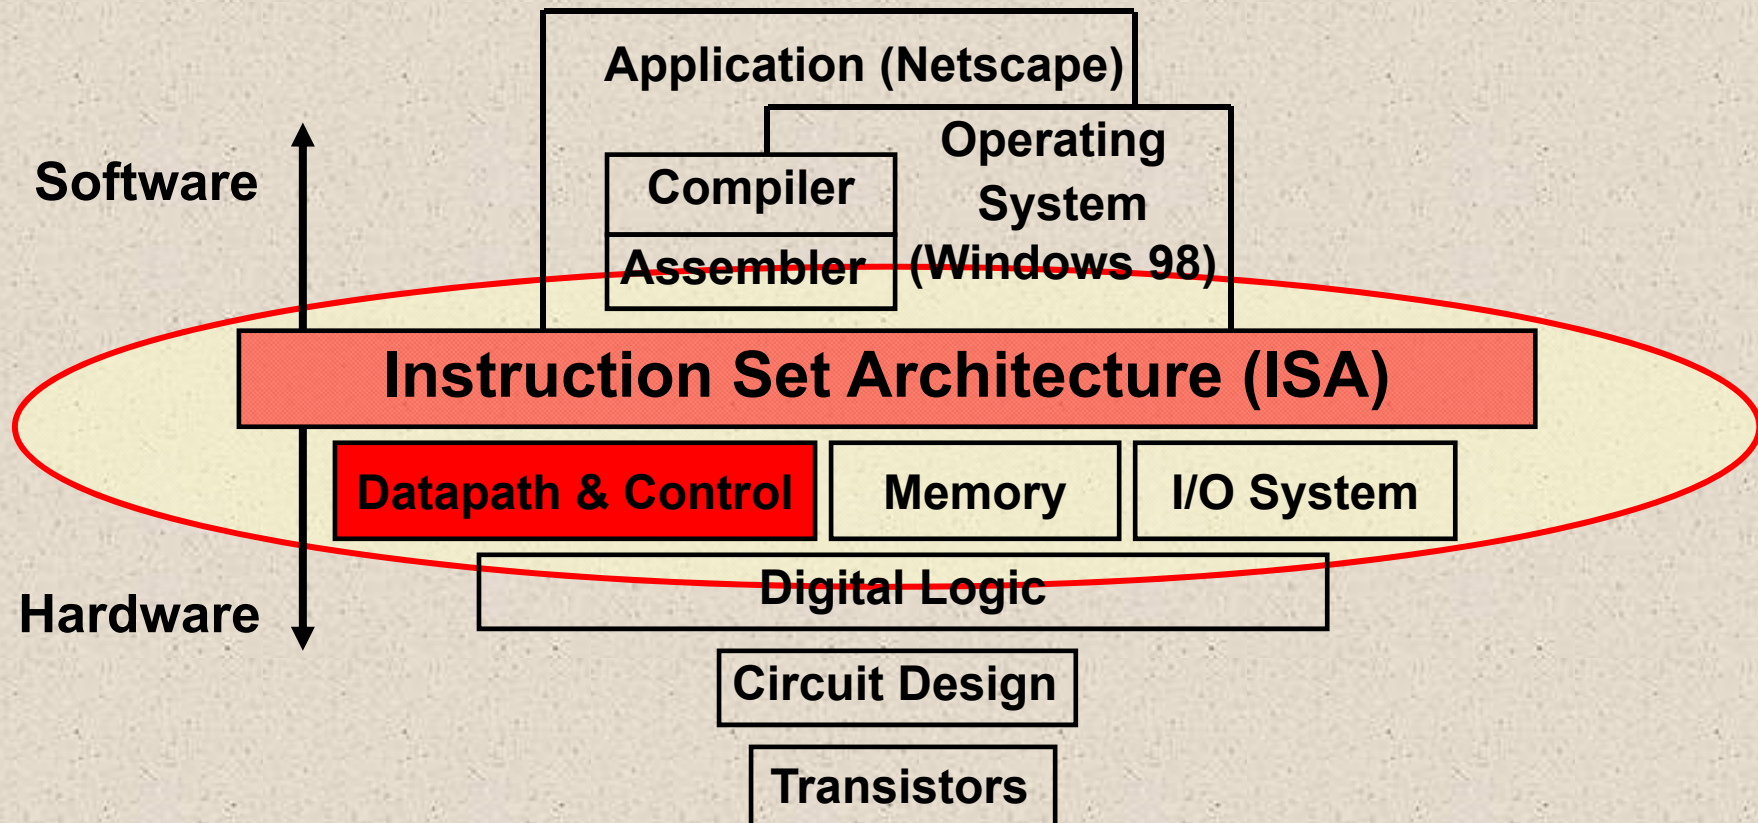 Application (Netscape)
Operating
System
(Windows 98)
Compiler
Assembler
Software
Instruction Set Architecture (ISA)
Datapath & Control
Memory
I/O System
Hardware
Digital Logic
Circuit Design
Transistors